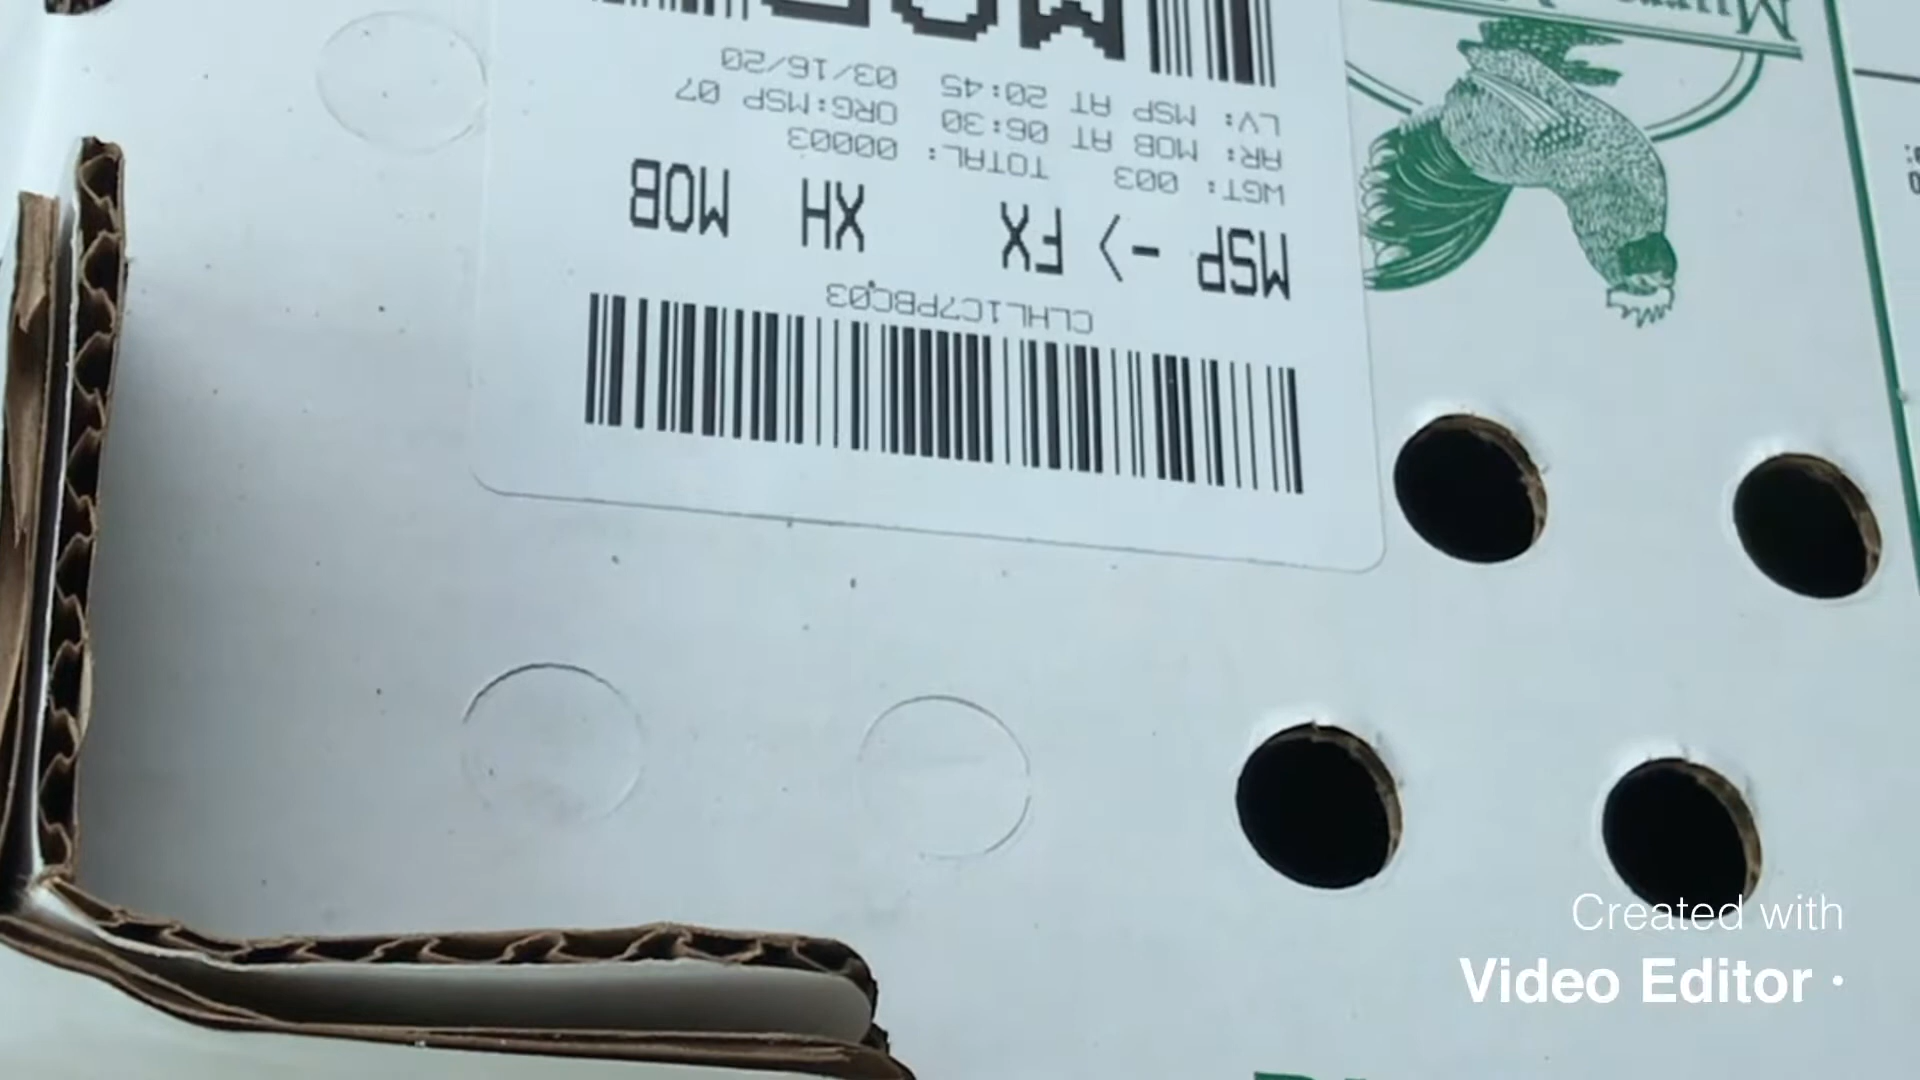 CLHL1C7PBC03
MSP -> FX XH MOB
WGT: 003 TOTAL: 00003
AR: MOB AT 06:30 ORG:MSP 07
LV: MSP AT 20:45 03/16/20
MOB
Created with
Video Editor